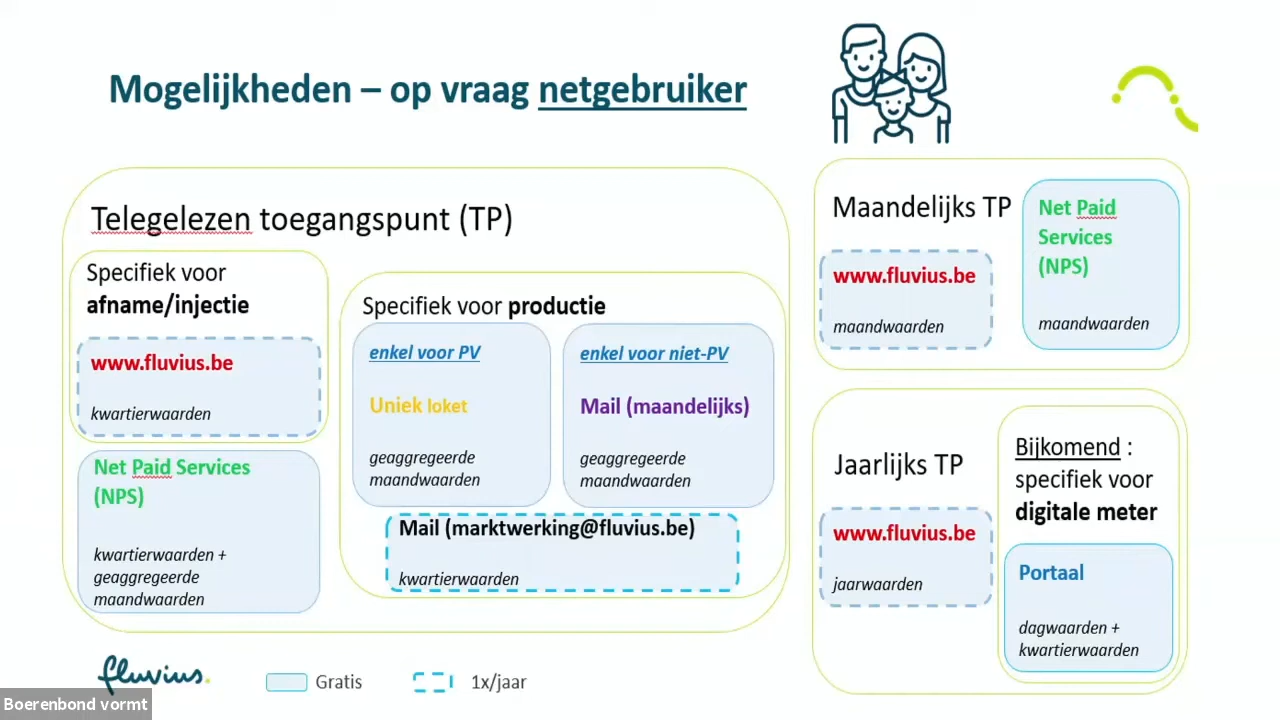 Mogelijkheden – op vraag netgebruiker
Telegelezen toegangspunt (TP)
Specifiek voor
afname/injectie
www.fluvius.be
kwartierwaarden
Net Paid Services
(NPS)
kwartierwaarden +
geaggregeerde
maandwaarden
Specifiek voor productie
enkel voor PV
Uniek loket
geaggregeerde
maandwaarden
enkel voor niet-PV
Mail (maandelijks)
geaggregeerde
maandwaarden
Mail (marktwerking@fluvius.be)
kwartierwaarden
Maandelijks TP
www.fluvius.be
maandwaarden
Net Paid
Services
(NPS)
maandwaarden
Jaarlijks TP
www.fluvius.be
jaarwaarden
Bijkomend :
specifiek voor
digitale meter
Portaal
dagwaarden +
kwartierwaarden
fluvius.
Gratis
1x/jaar
Boerenbond vormt